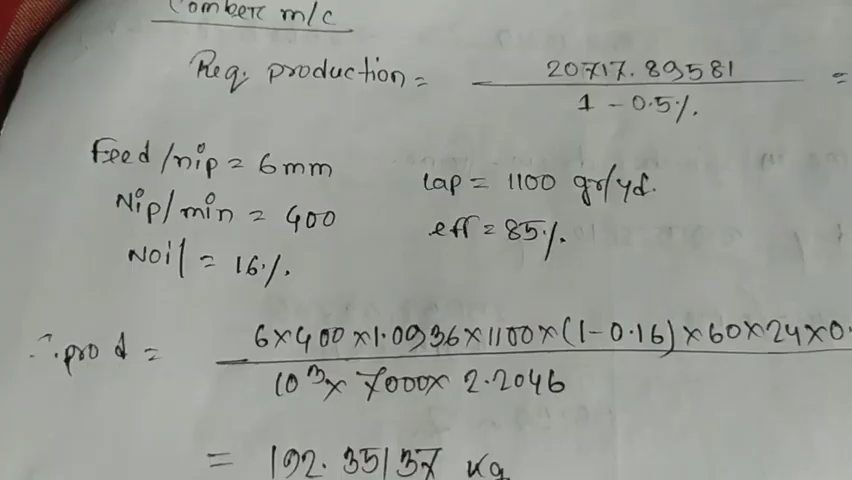 Comber m/c
Req. production = 20717.89581 / 1 - 0.5% =
Feed/nip = 6mm
Lap = 1100 gr/yd.
Nip/min = 400
eff = 85%.
Noil = 16%.
∴ prod = 6×400×1.0936×1100×(1-0.16)×60×24×0. / 10^3 × 7000 × 2.2046
= 192.35137 kg